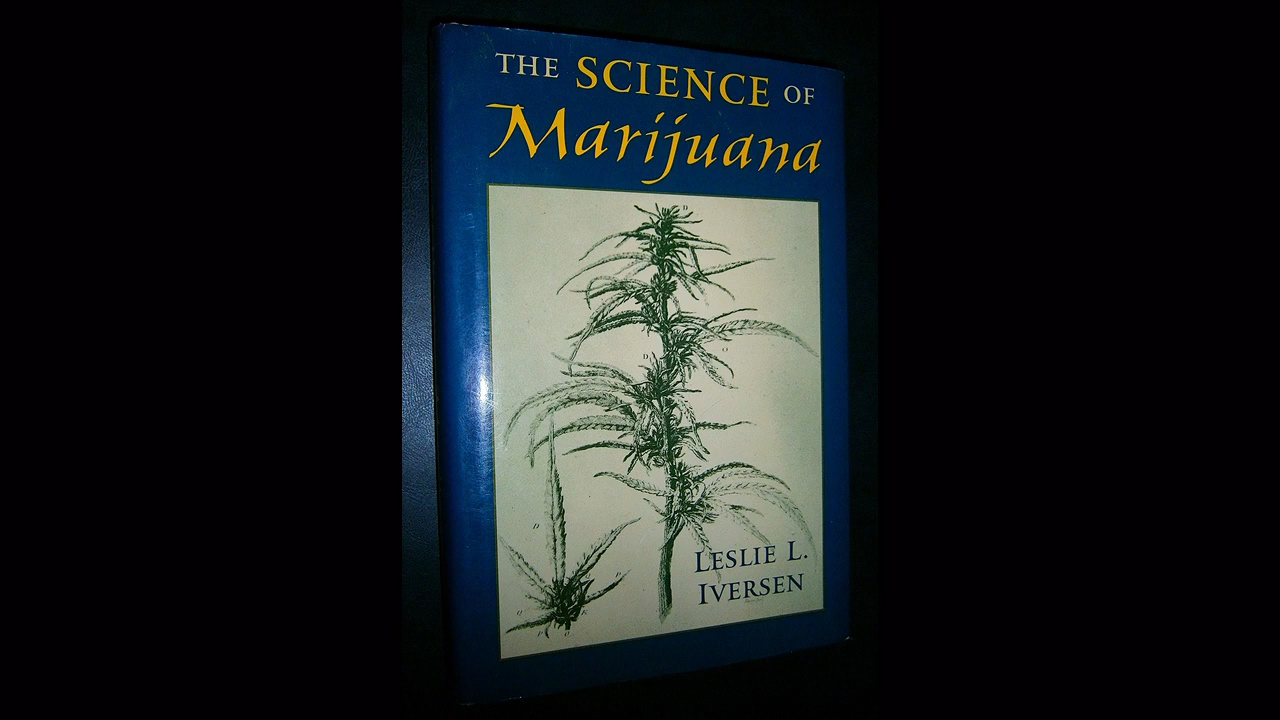 THE SCIENCE OF
Marijuana
D
D
O
D
LESLIE L.
IVERSEN